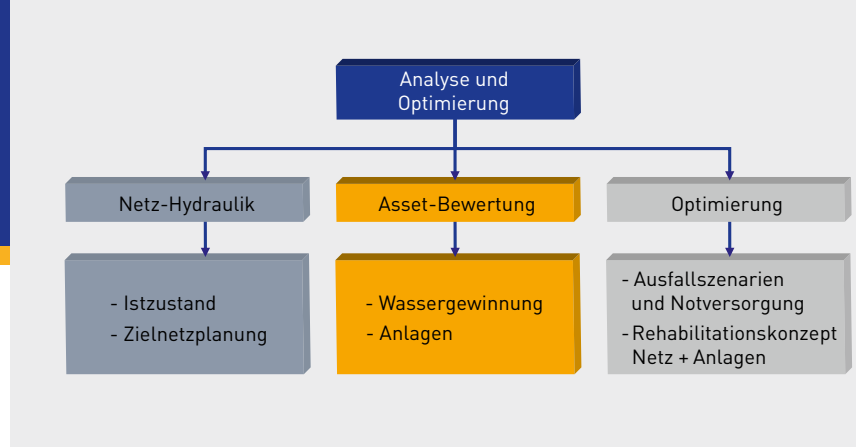 Analyse und
Optimierung
Netz-Hydraulik
Asset-Bewertung
Optimierung
- Istzustand
- Zielnetzplanung
- Wassergewinnung
- Anlagen
- Ausfallszenarien
und Notversorgung
- Rehabilitationskonzept
Netz + Anlagen